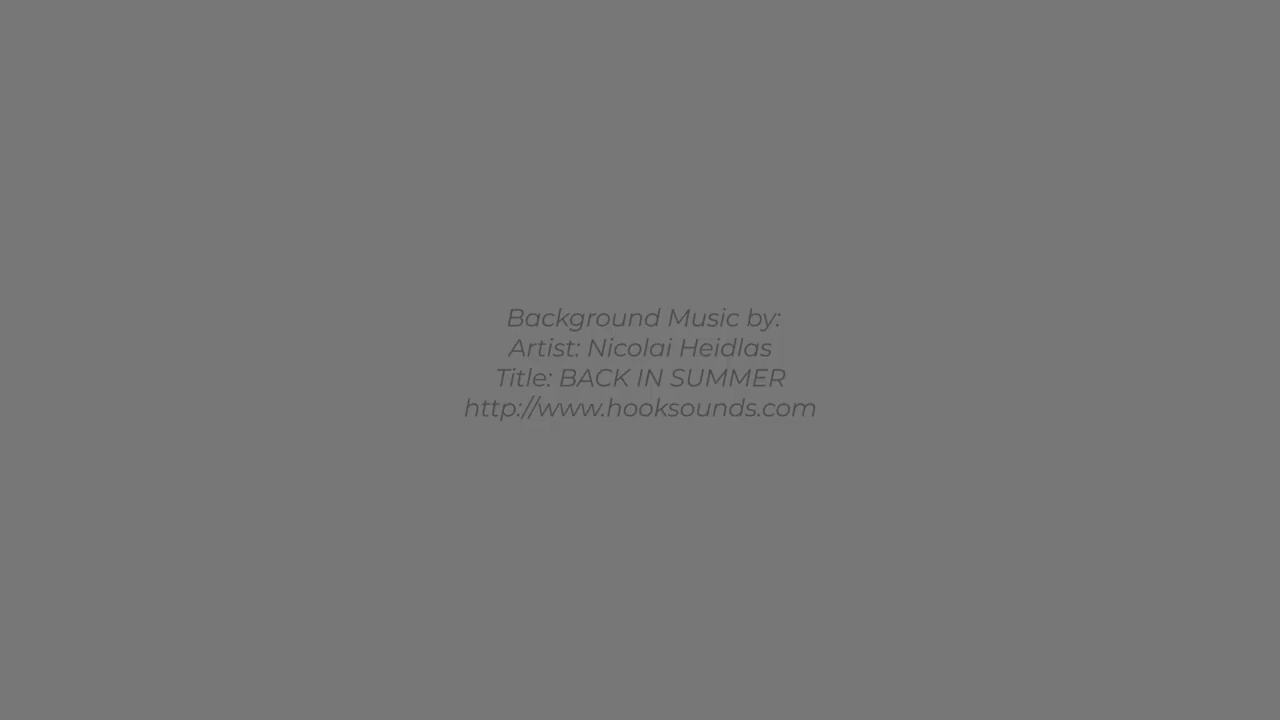 Background Music by:
Artist: Nicolai Heidlas
Title: BACK IN SUMMER
http://www.hooksounds.com